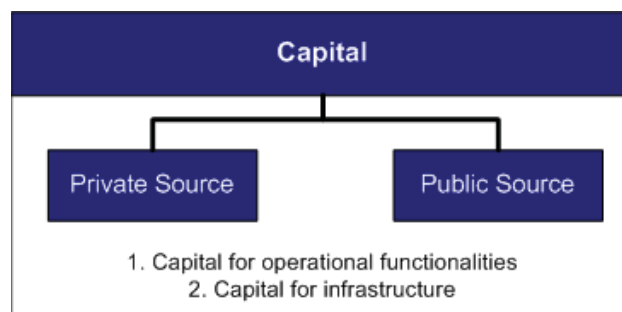 Capital
Private Source
Public Source
1. Capital for operational functionalities
2. Capital for infrastructure